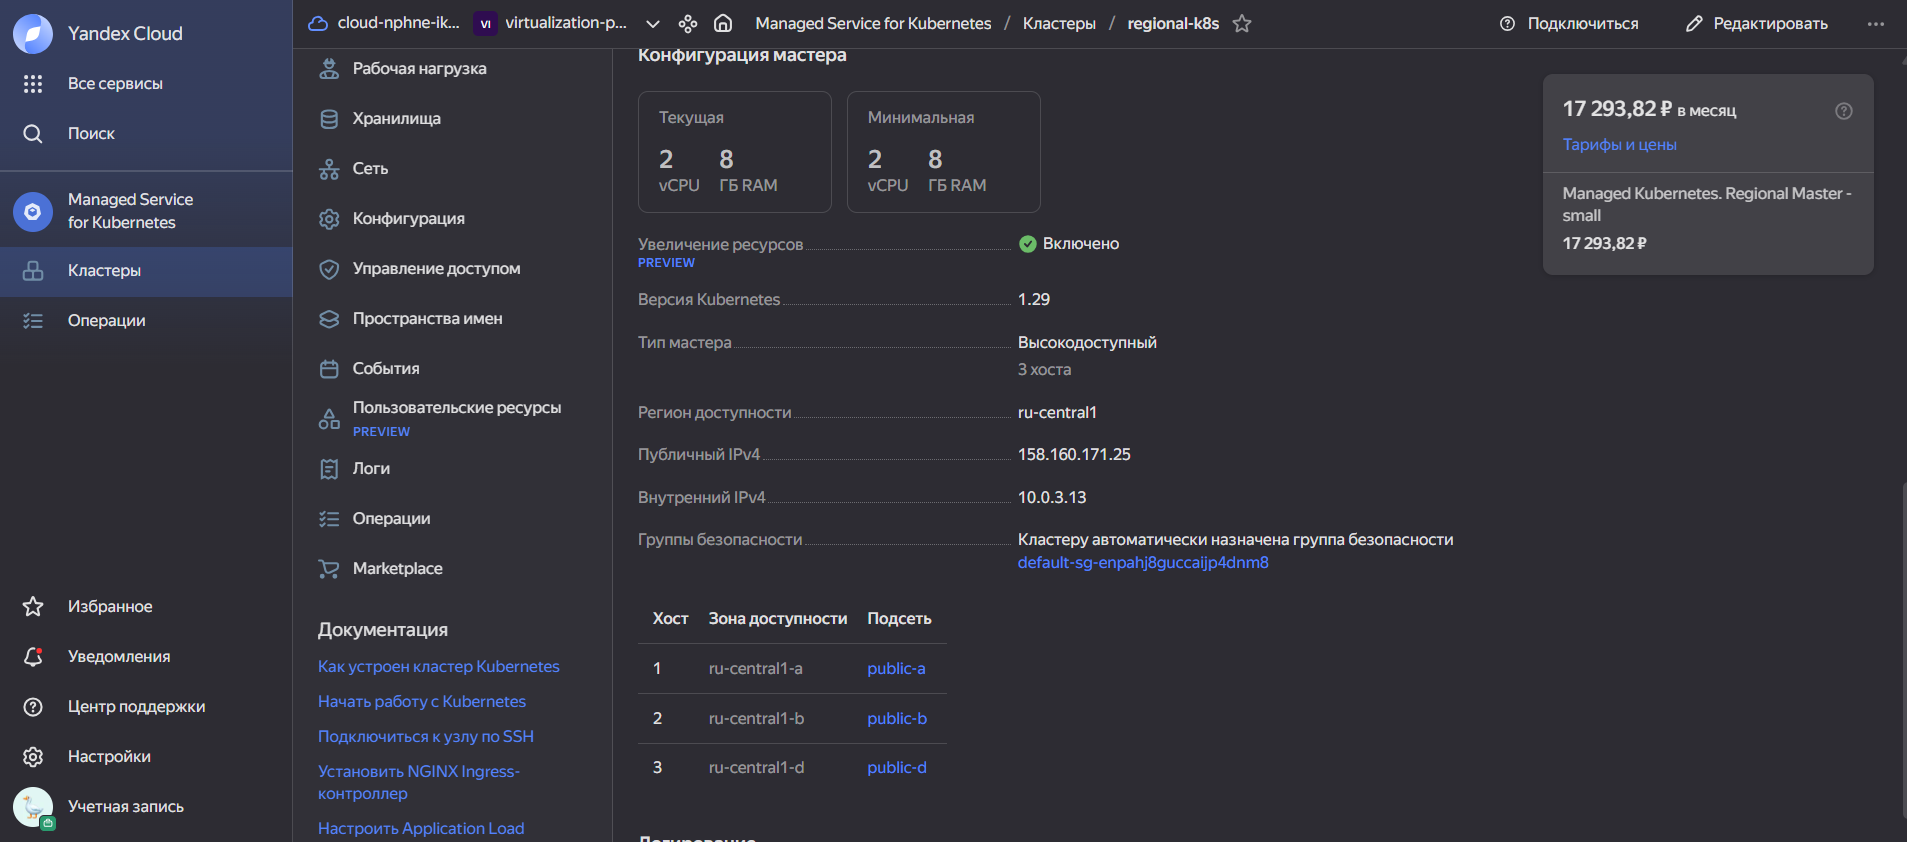 Yandex Cloud
Все сервисы
Поиск
Managed Service
for Kubernetes
Кластеры
Операции
Избранное
Уведомления
Центр поддержки
Настройки
Учетная запись
cloud-nphne-ik...
VI
virtualization-p...
Managed Service for Kubernetes / Кластеры / regional-k8s
Подключиться
Редактировать
Рабочая нагрузка
Хранилища
Сеть
Конфигурация
Управление доступом
Пространства имен
События
Пользовательские ресурсы
PREVIEW
Логи
Операции
Marketplace
Документация
Как устроен кластер Kubernetes
Начать работу с Kubernetes
Подключиться к узлу по SSH
Установить NGINX Ingress-
контроллер
Настроить Application Load
Конфигурация мастера
Текущая
2 8
vCPU ГБ RAM
Минимальная
2 8
vCPU ГБ RAM
Увеличение ресурсов Включено
PREVIEW
Версия Kubernetes 1.29
Тип мастера Высокодоступный
3 хоста
Регион доступности ru-central1
Публичный IPv4 158.160.171.25
Внутренний IPv4 10.0.3.13
Группы безопасности Кластеру автоматически назначена группа безопасности
default-sg-enpahj8guccaijp4dnm8
Хост Зона доступности Подсеть
1 ru-central1-a public-a
2 ru-central1-b public-b
3 ru-central1-d public-d
Логирование
17 293,82 ₽ в месяц
Тарифы и цены
Managed Kubernetes. Regional Master -
small
17 293,82 ₽